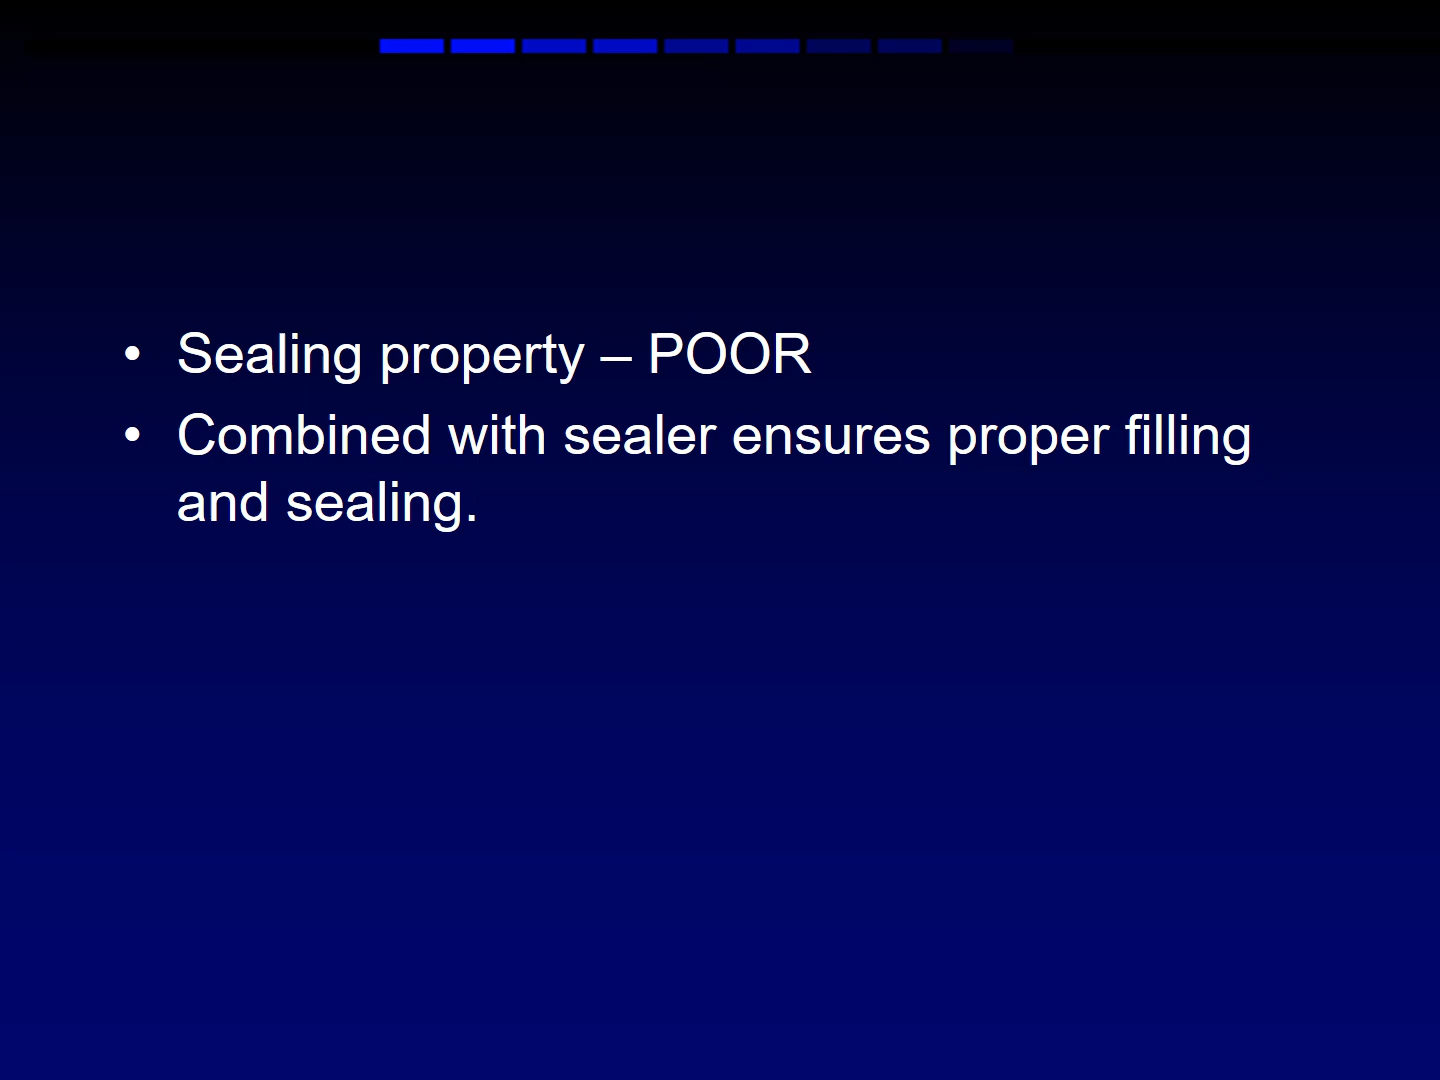 • Sealing property – POOR
• Combined with sealer ensures proper filling
and sealing.